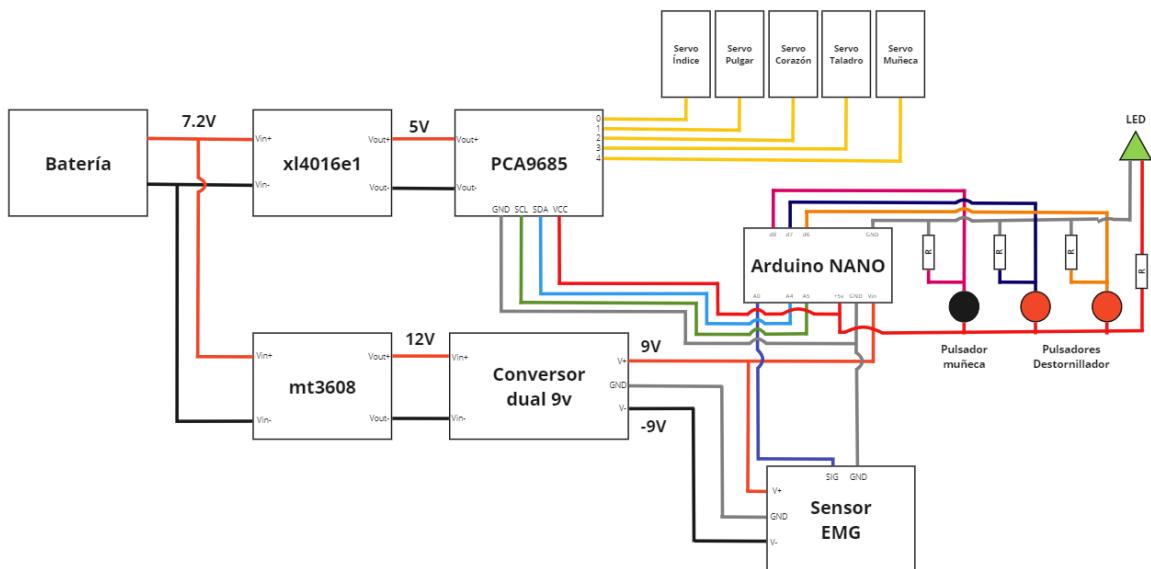 Servo
Índice
Servo
Pulgar
Servo
Corazón
Servo
Taladro
Servo
Muñeca
7.2V
5V
LED
Batería
Vin+
Vin-
xl4016e1
Vout+
Vout-
Vout+
Vout-
PCA9685
0
1
2
3
4
GND
SCL
SDA
VCC
d8
d7
d6
GND
Arduino NANO
A0
A4
A5
+5v
GND
Vin
R
R
R
R
Pulsador
muñeca
Pulsadores
Destornillador
12V
9V
-9V
Vin+
Vin-
mt3608
Vout+
Vout-
Vin+
Vin-
Conversor
dual 9v
V+
GND
V-
SIG
GND
V+
GND
V-
Sensor
EMG